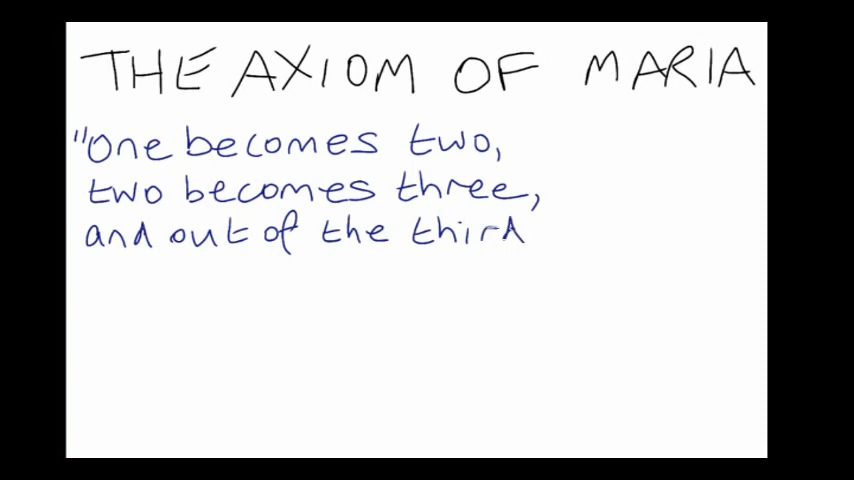 THE AXIOM OF MARIA
"One becomes two,
two becomes three,
and out of the third